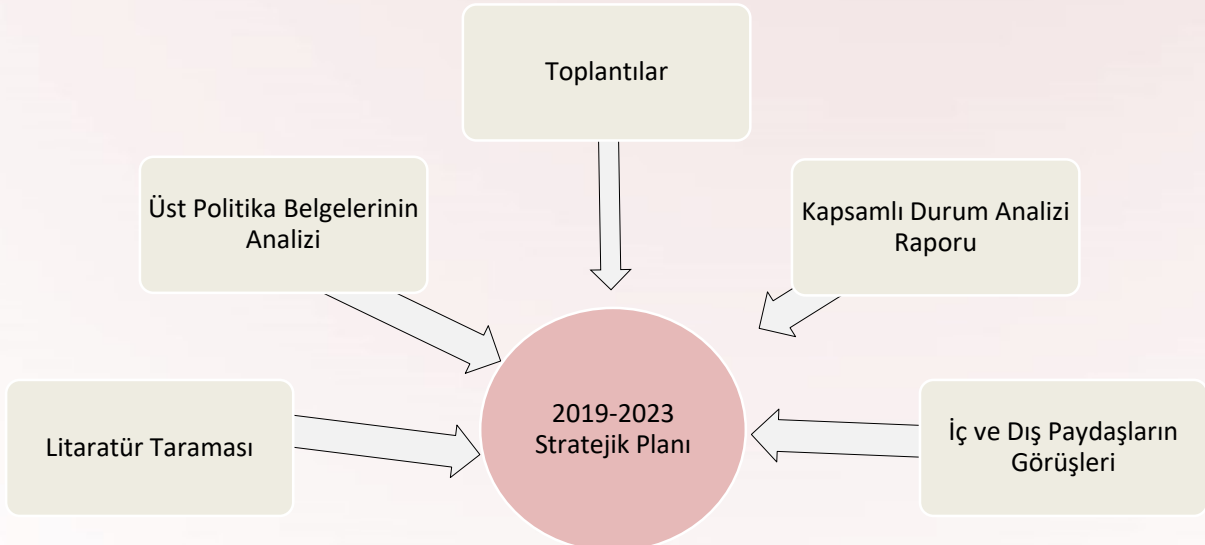 Toplantılar
Üst Politika Belgelerinin
Analizi
Kapsamlı Durum Analizi
Raporu
Litaratür Taraması
2019-2023
Stratejik Planı
İç ve Dış Paydaşların
Görüşleri